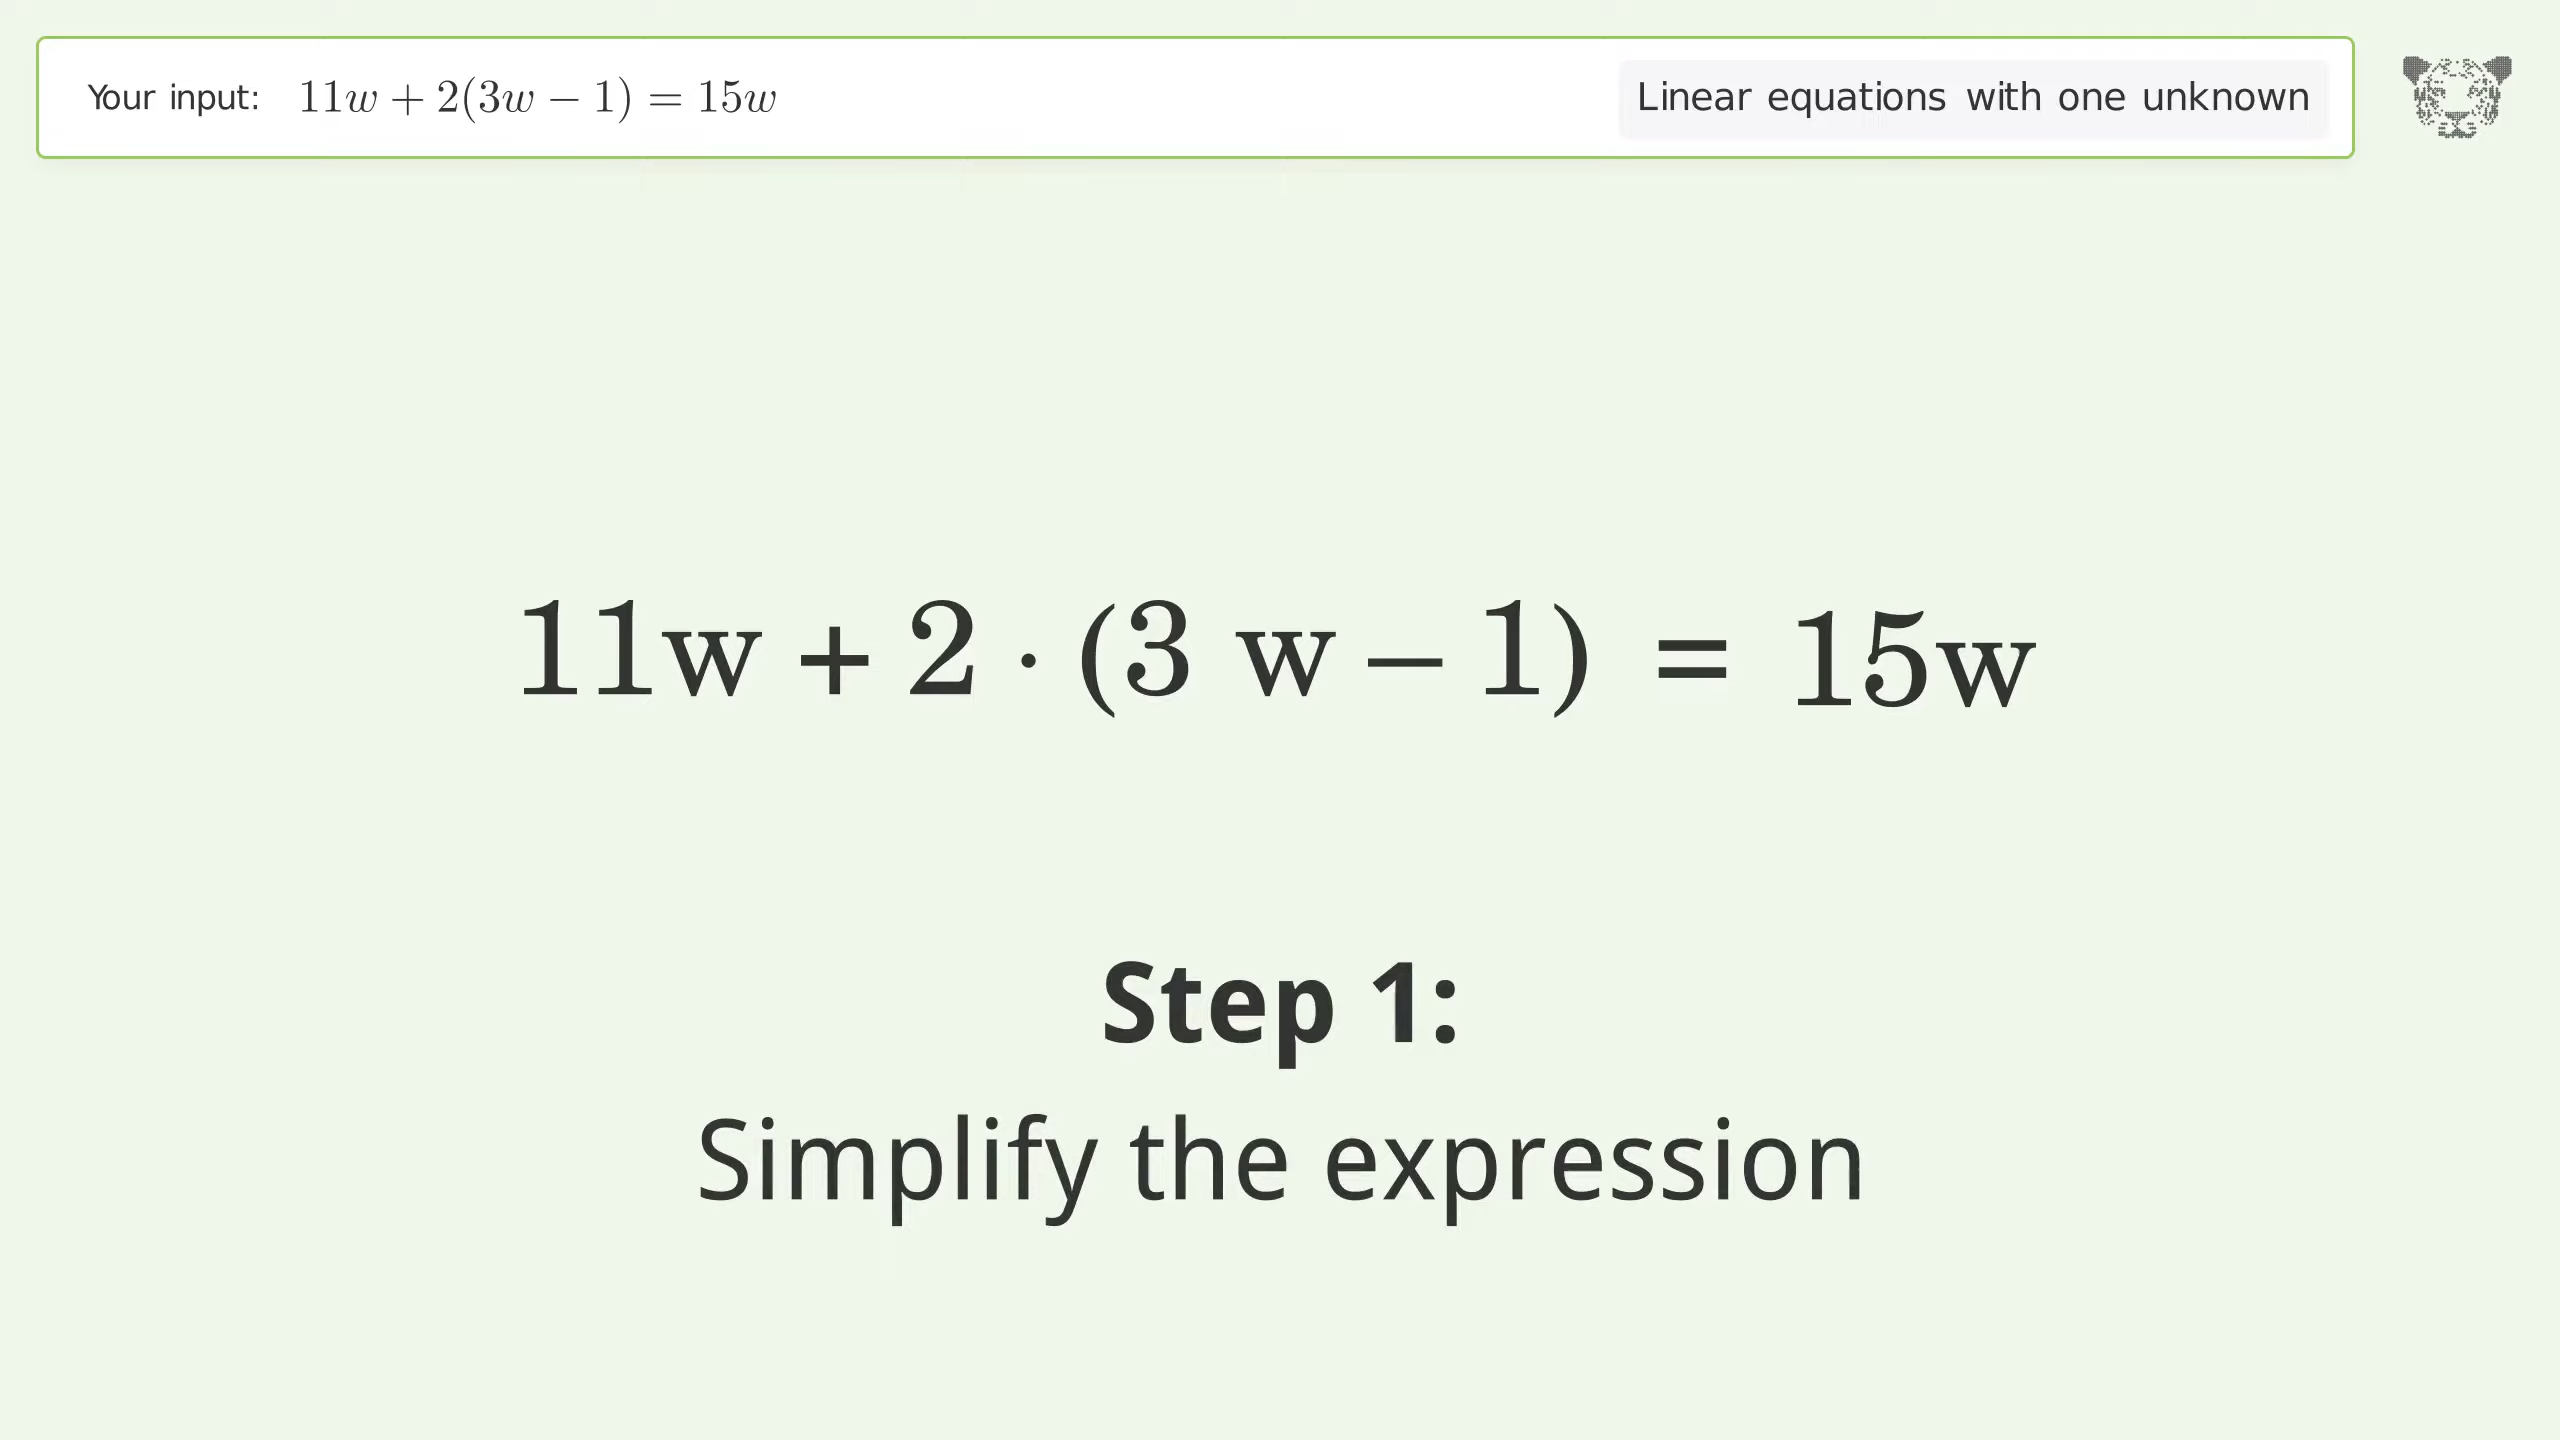 Your input: 11w + 2(3w − 1) = 15w
Linear equations with one unknown
11w + 2 · (3 w − 1) = 15w
Step 1:
Simplify the expression